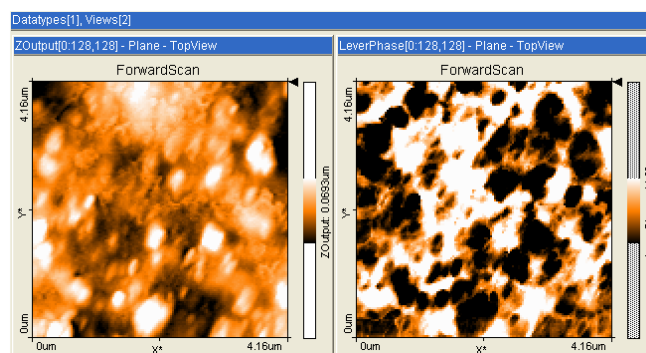 Datatypes[1], Views[2]
ZOutput[0:128,128] - Plane - TopView
ForwardScan
4.16um
Y*
0um
0um
X*
4.16um
ZOutput: 0.0693um
LeverPhase[0:128,128] - Plane - TopView
ForwardScan
4.16um
Y*
0um
0um
X*
4.16um